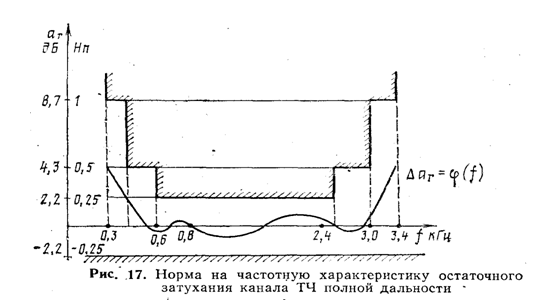 aг
дБ Нп
8,7 1
4,3 0,5
2,2 0,25
-2,2 -0,25
0,3 0,6 0,8 2,4 3,0 3,4 f кГц
Δaг = φ(f)
Рис. 17. Норма на частотную характеристику остаточного
затухания канала ТЧ полной дальности